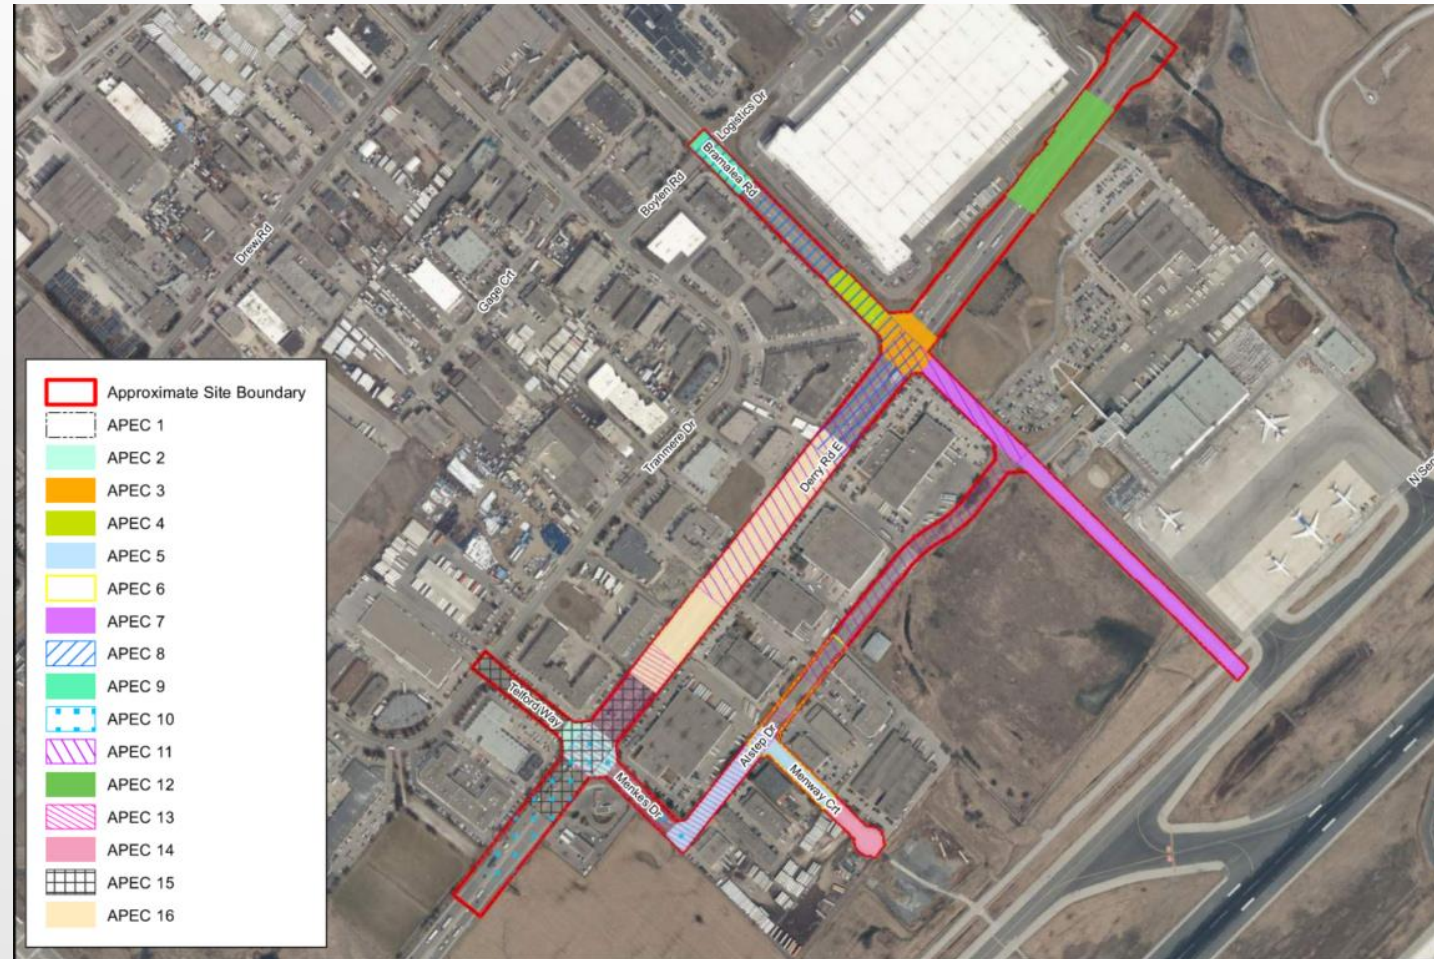 Logistics Dr
Bramalea Rd
Boylen Rd
Drew Rd
Gage Crt
Tranmere Dr
Derry Rd E
N Ser
Telford Way
Menkes Dr
Alstep Dr
Menway Crt
Approximate Site Boundary
APEC 1
APEC 2
APEC 3
APEC 4
APEC 5
APEC 6
APEC 7
APEC 8
APEC 9
APEC 10
APEC 11
APEC 12
APEC 13
APEC 14
APEC 15
APEC 16